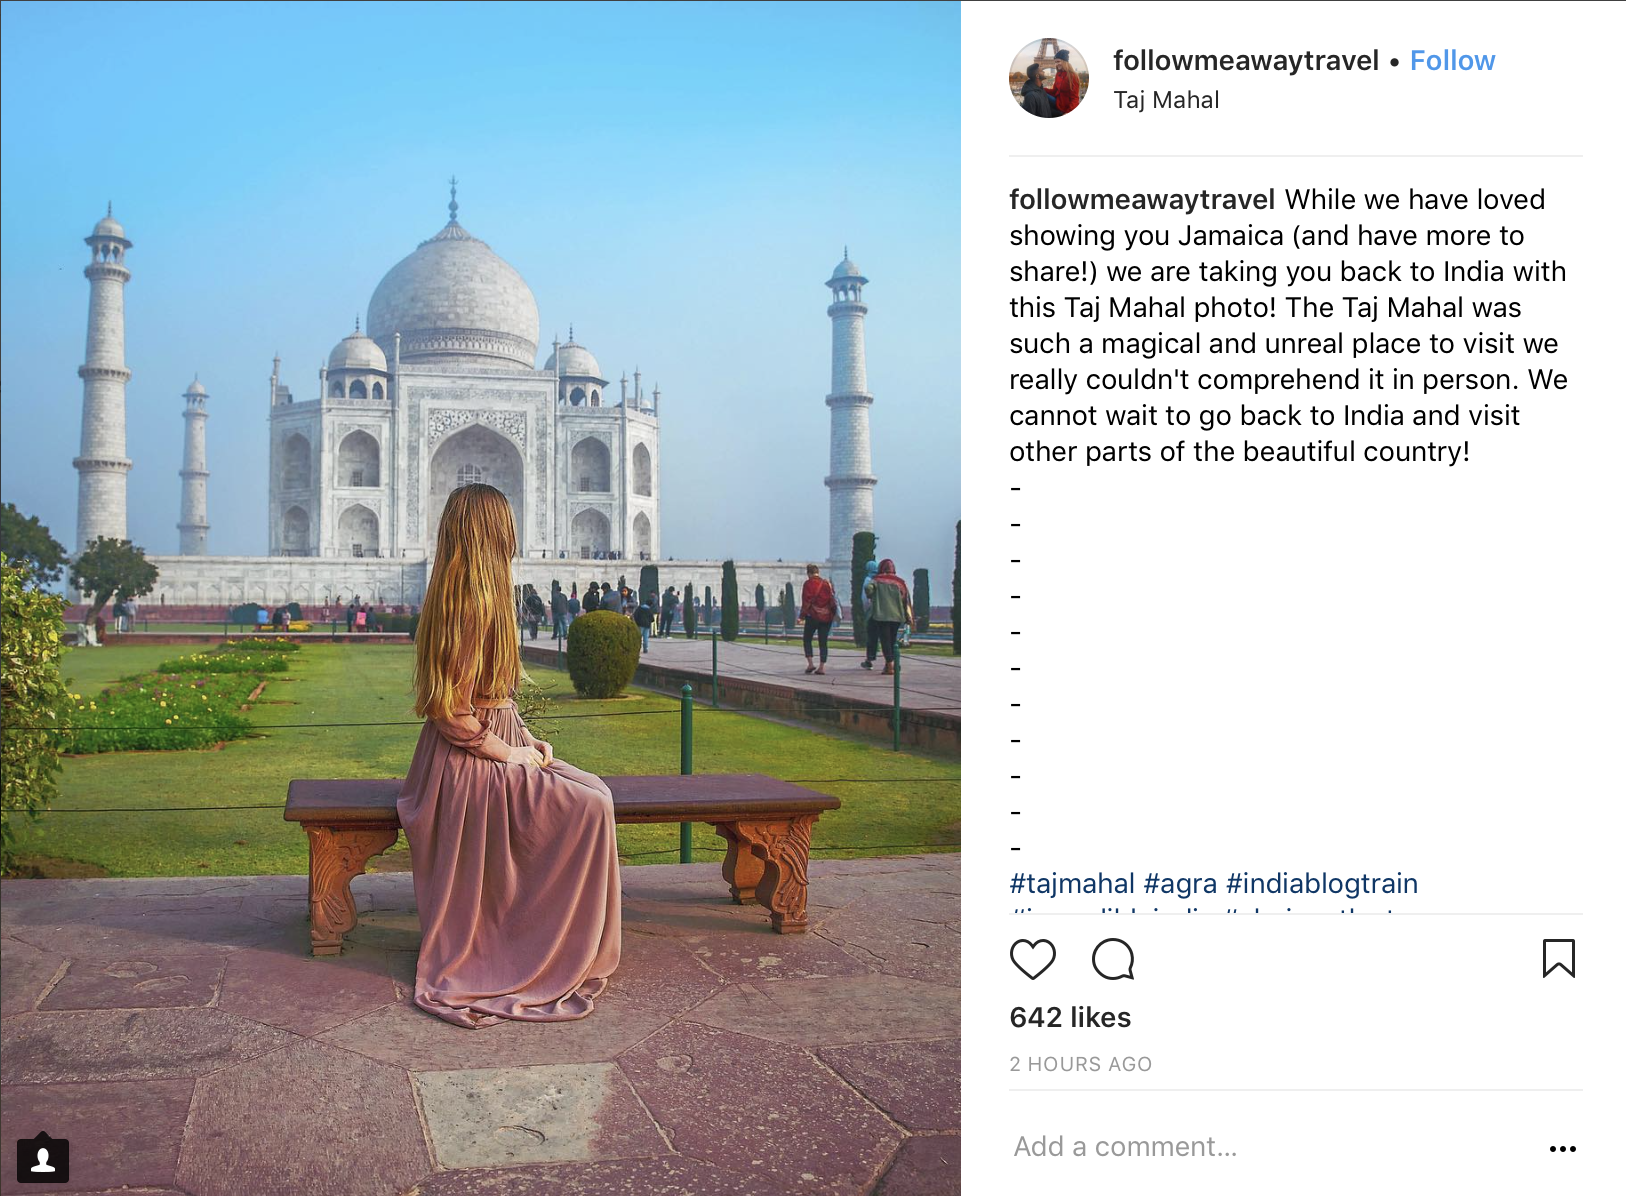 followmeawaytravel • Follow
Taj Mahal
followmeawaytravel While we have loved
showing you Jamaica (and have more to
share!) we are taking you back to India with
this Taj Mahal photo! The Taj Mahal was
such a magical and unreal place to visit we
really couldn't comprehend it in person. We
cannot wait to go back to India and visit
other parts of the beautiful country!
-
-
-
-
-
-
-
-
-
-
-
#tajmahal #agra #indiablogtrain
642 likes
2 HOURS AGO
Add a comment...